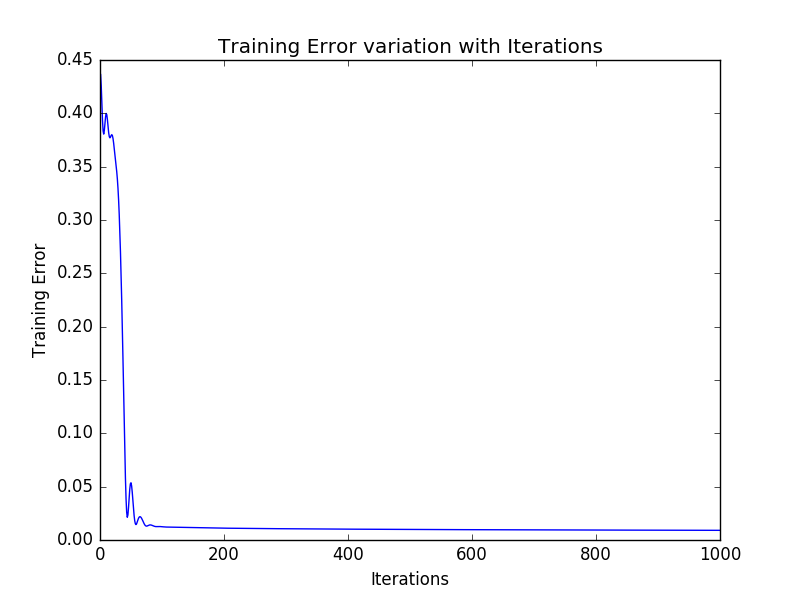 Training Error variation with Iterations
0.45
0.40
0.35
0.30
0.25
0.20
0.15
0.10
0.05
0.00
Training Error
0 200 400 600 800 1000
Iterations